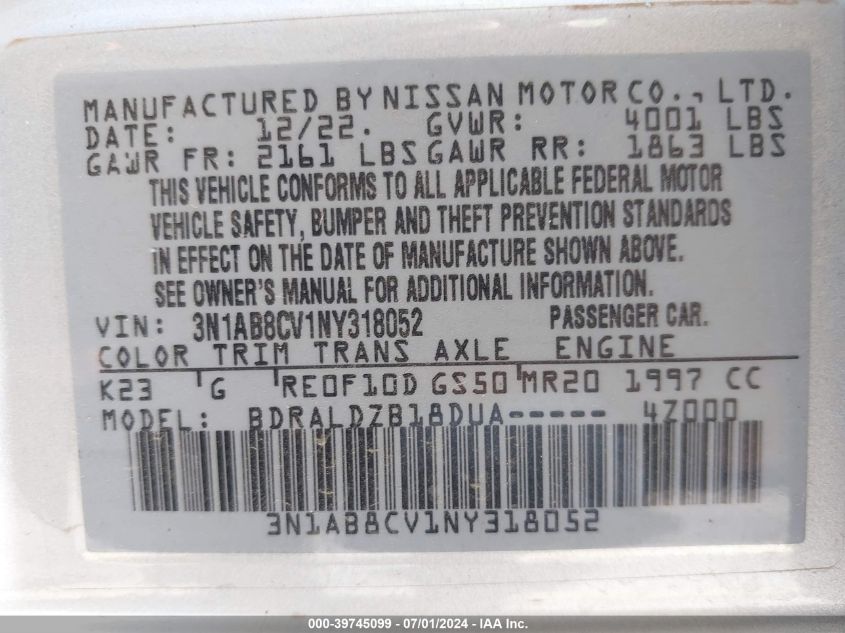 MANUFACTURED BY NISSAN MOTOR CO., LTD.
DATE: 12/22. GVWR: 4001 LBS
GAWR FR: 2161 LBS GAWR RR: 1863 LBS
THIS VEHICLE CONFORMS TO ALL APPLICABLE FEDERAL MOTOR
VEHICLE SAFETY, BUMPER AND THEFT PREVENTION STANDARDS
IN EFFECT ON THE DATE OF MANUFACTURE SHOWN ABOVE.
SEE OWNER'S MANUAL FOR ADDITIONAL INFORMATION.
VIN: 3N1AB8CV1NY318052 PASSENGER CAR.
COLOR TRIM TRANS AXLE ENGINE
K23 G RE0F10D GS50 MR20 1997 CC
MODEL: BDRALDZB18DUA----- 4Z000
3N1AB8CV1NY318052
000-39745099 - 07/01/2024 - IAA Inc.